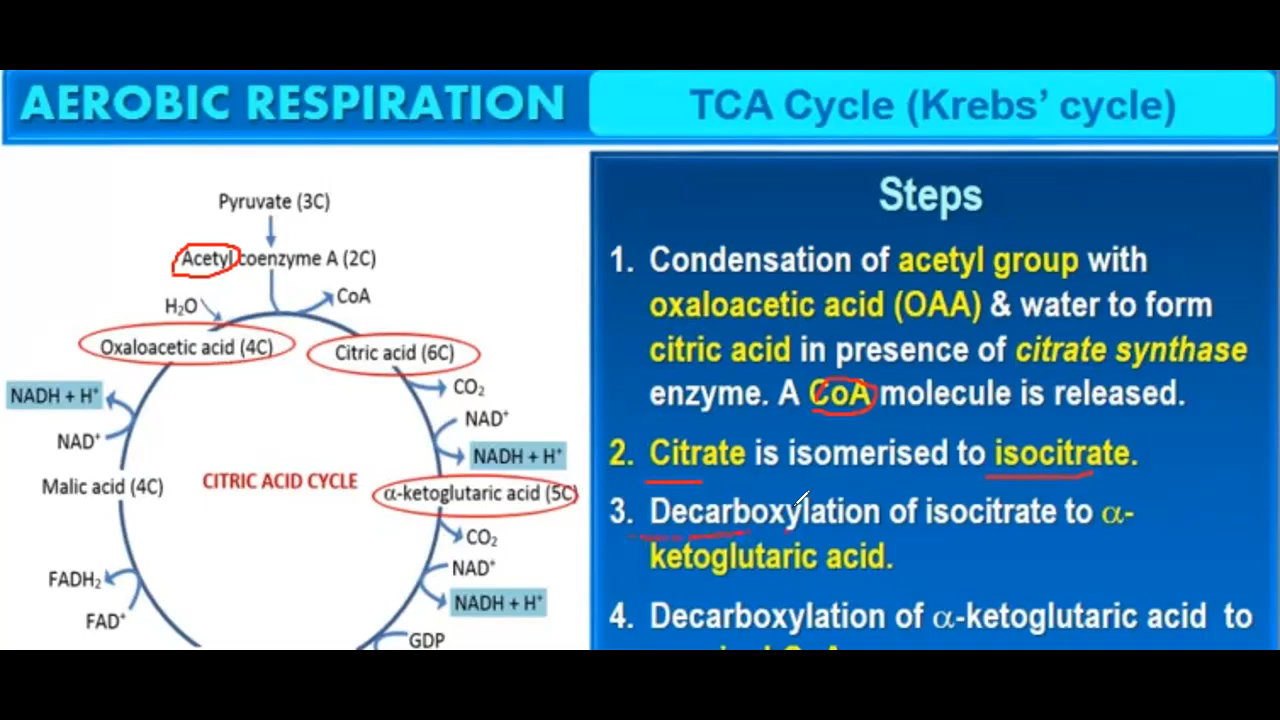 AEROBIC RESPIRATION
TCA Cycle (Krebs' cycle)
Pyruvate (3C)
Acetyl coenzyme A (2C)
CoA
H₂O
Oxaloacetic acid (4C)
Citric acid (6C)
CO₂
NADH + H⁺
NAD⁺
NAD⁺
NADH + H⁺
CITRIC ACID CYCLE
Malic acid (4C)
α-ketoglutaric acid (5C)
CO₂
NAD⁺
FADH₂
NADH + H⁺
FAD⁺
GDP
Steps
1. Condensation of acetyl group with
oxaloacetic acid (OAA) & water to form
citric acid in presence of citrate synthase
enzyme. A CoA molecule is released.
2. Citrate is isomerised to isocitrate.
3. Decarboxylation of isocitrate to α-
ketoglutaric acid.
4. Decarboxylation of α-ketoglutaric acid to